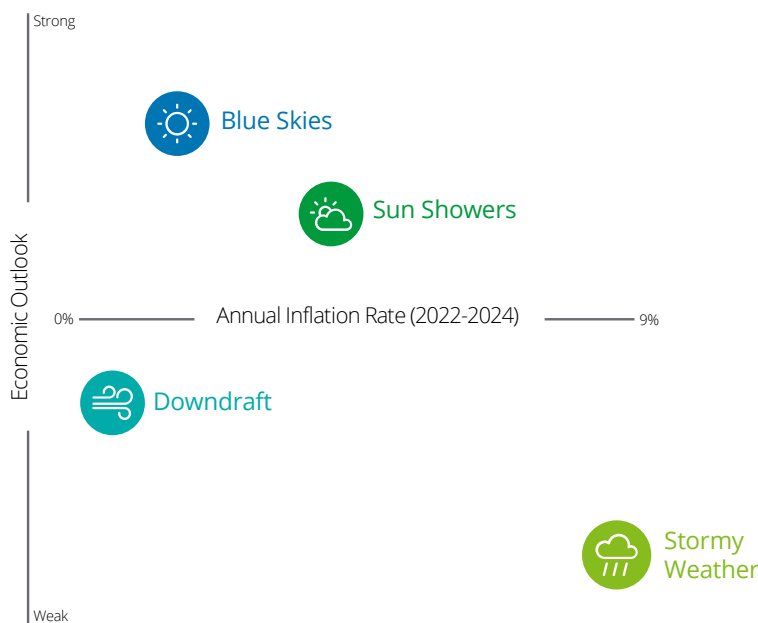 Strong
Blue Skies
Sun Showers
Economic Outlook
0%
Annual Inflation Rate (2022-2024)
9%
Downdraft
Stormy
Weather
Weak